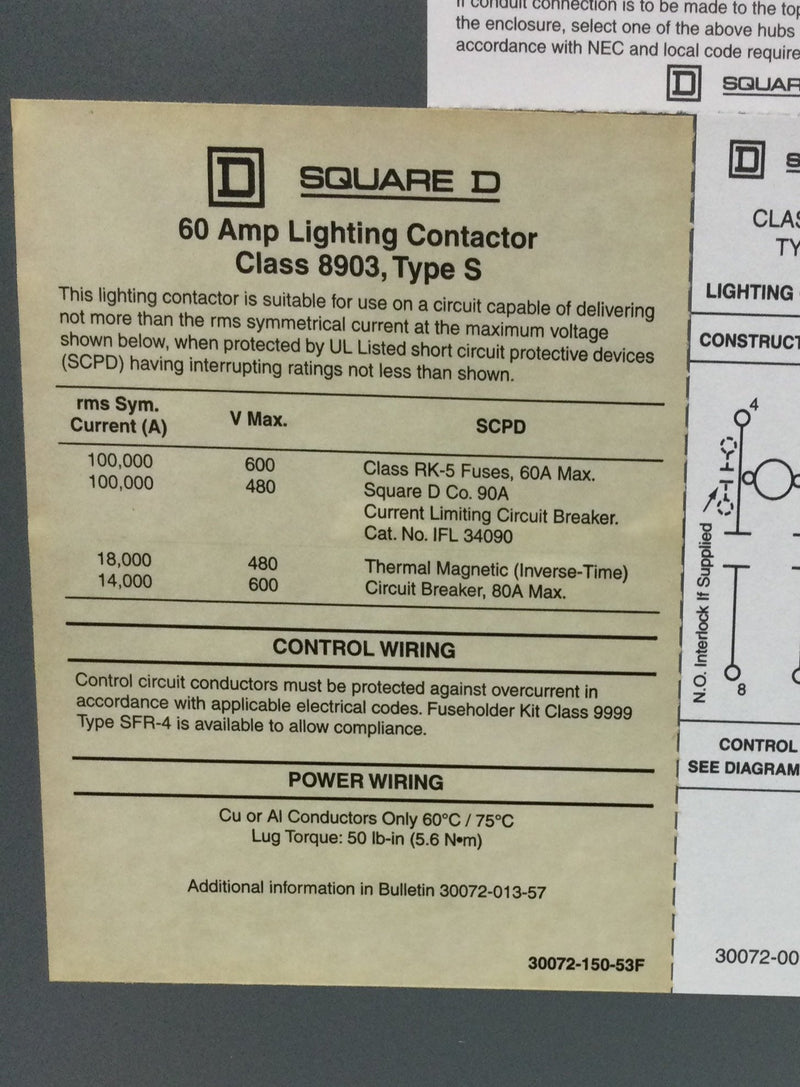 If conduit connection is to be made to the top
the enclosure, select one of the above hubs
accordance with NEC and local code require
D SQUAR
D SQUARE D
60 Amp Lighting Contactor
Class 8903, Type S
This lighting contactor is suitable for use on a circuit capable of delivering
not more than the rms symmetrical current at the maximum voltage
shown below, when protected by UL Listed short circuit protective devices
(SCPD) having interrupting ratings not less than shown.
rms Sym.
Current (A) V Max. SCPD
100,000 600 Class RK-5 Fuses, 60A Max.
100,000 480 Square D Co. 90A
Current Limiting Circuit Breaker.
Cat. No. IFL 34090
18,000 480 Thermal Magnetic (Inverse-Time)
14,000 600 Circuit Breaker, 80A Max.
CONTROL WIRING
Control circuit conductors must be protected against overcurrent in
accordance with applicable electrical codes. Fuseholder Kit Class 9999
Type SFR-4 is available to allow compliance.
POWER WIRING
Cu or Al Conductors Only 60°C / 75°C
Lug Torque: 50 lb-in (5.6 N•m)
Additional information in Bulletin 30072-013-57
30072-150-53F
D S
CLAS
TY
LIGHTING
CONSTRUCT
4
N.O. Interlock If Supplied
8
CONTROL
SEE DIAGRAM
30072-00